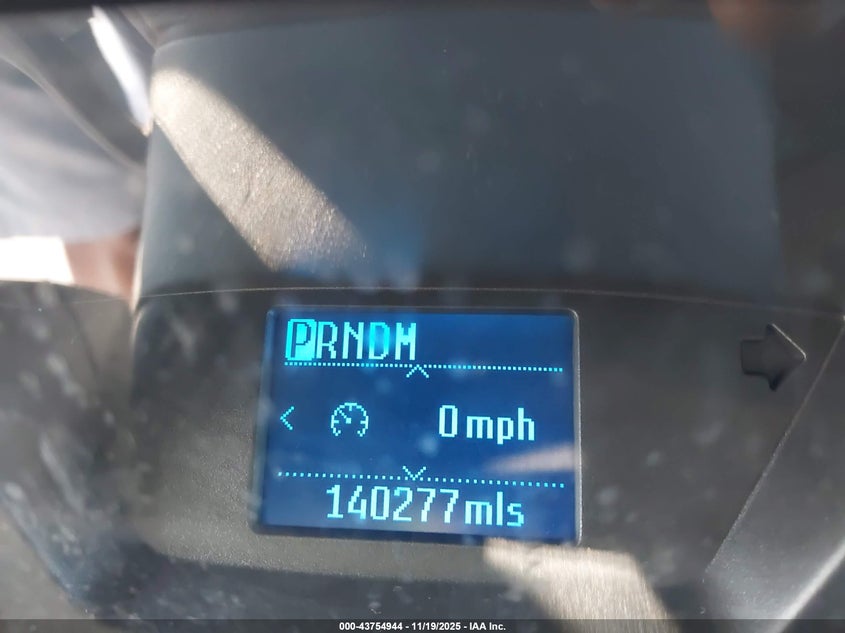 PRNDM
0 mph
140277 mls
000-43754944 - 11/19/2025 - IAA Inc.